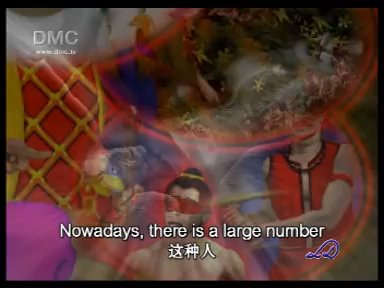 DMC
www.dmc.tv
Nowadays, there is a large number
这种人